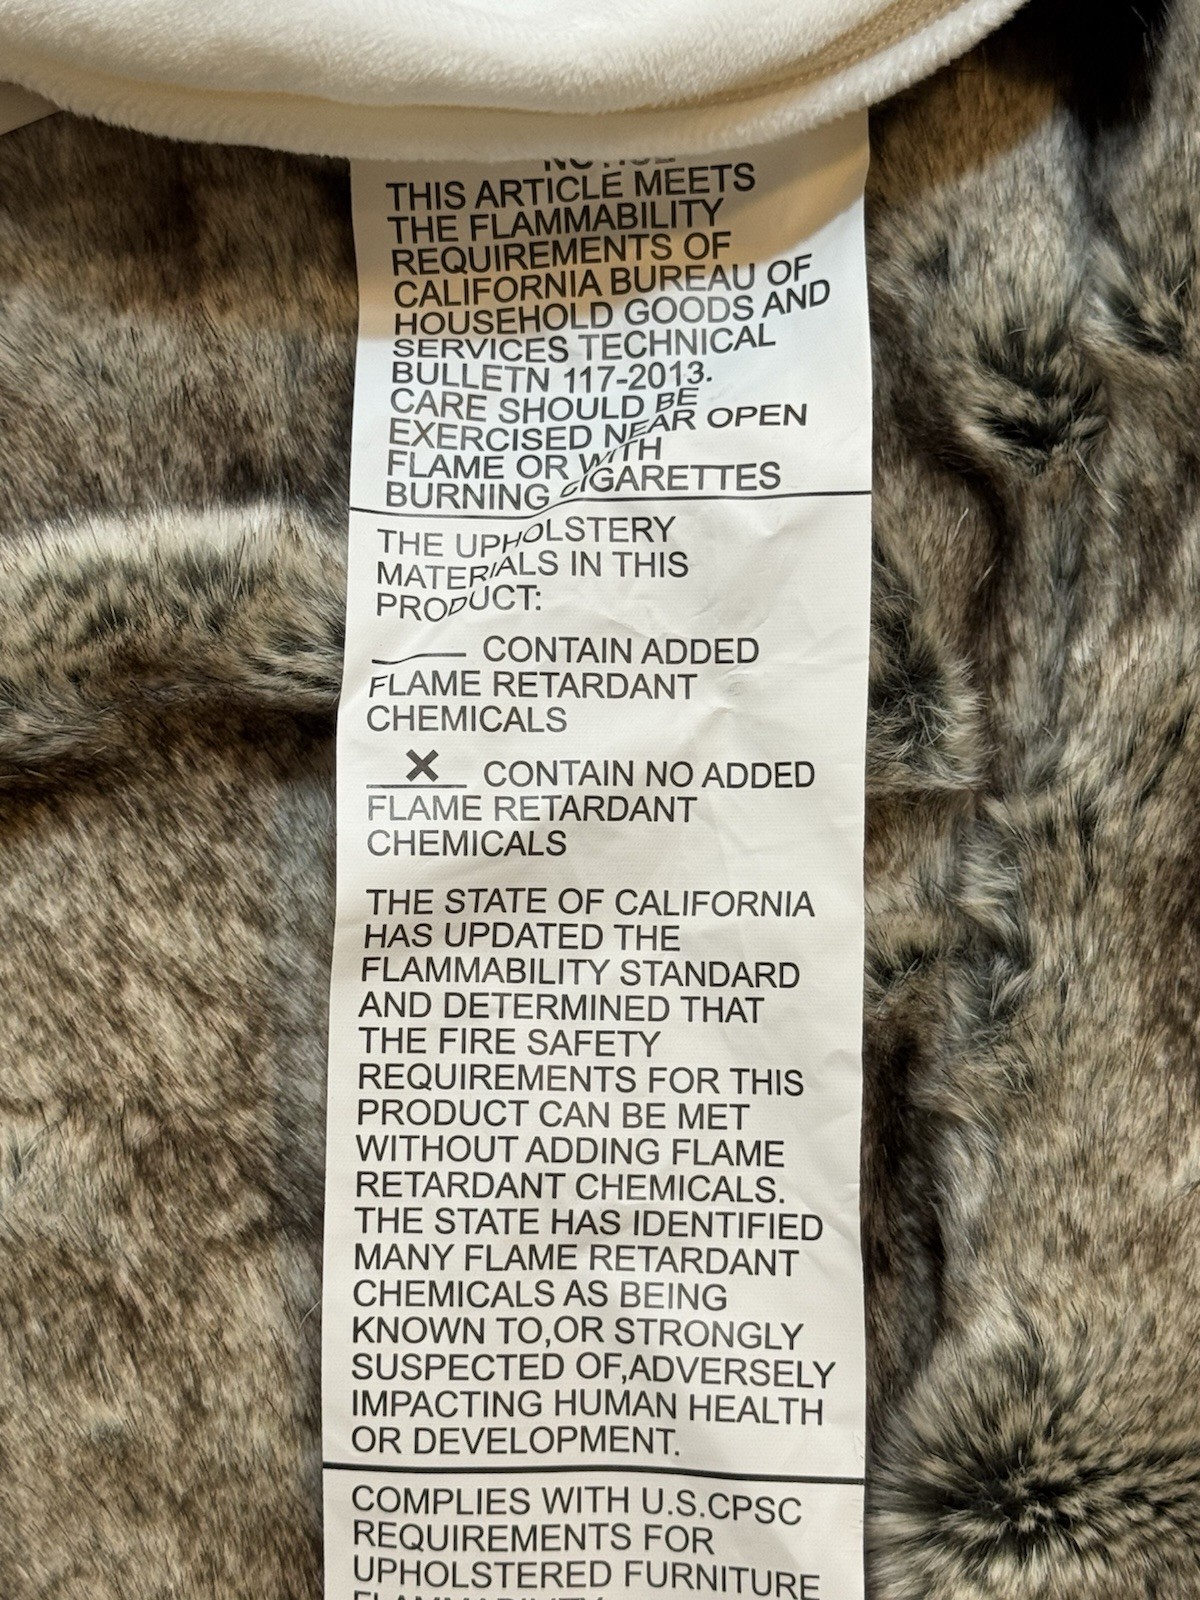 NOTICE
THIS ARTICLE MEETS
THE FLAMMABILITY
REQUIREMENTS OF
CALIFORNIA BUREAU OF
HOUSEHOLD GOODS AND
SERVICES TECHNICAL
BULLETN 117-2013.
CARE SHOULD BE
EXERCISED NEAR OPEN
FLAME OR WITH
BURNING CIGARETTES
THE UPHOLSTERY
MATERIALS IN THIS
PRODUCT:
____ CONTAIN ADDED
FLAME RETARDANT
CHEMICALS
__X__ CONTAIN NO ADDED
FLAME RETARDANT
CHEMICALS
THE STATE OF CALIFORNIA
HAS UPDATED THE
FLAMMABILITY STANDARD
AND DETERMINED THAT
THE FIRE SAFETY
REQUIREMENTS FOR THIS
PRODUCT CAN BE MET
WITHOUT ADDING FLAME
RETARDANT CHEMICALS.
THE STATE HAS IDENTIFIED
MANY FLAME RETARDANT
CHEMICALS AS BEING
KNOWN TO,OR STRONGLY
SUSPECTED OF,ADVERSELY
IMPACTING HUMAN HEALTH
OR DEVELOPMENT.
COMPLIES WITH U.S.CPSC
REQUIREMENTS FOR
UPHOLSTERED FURNITURE
FLAMMABILITY